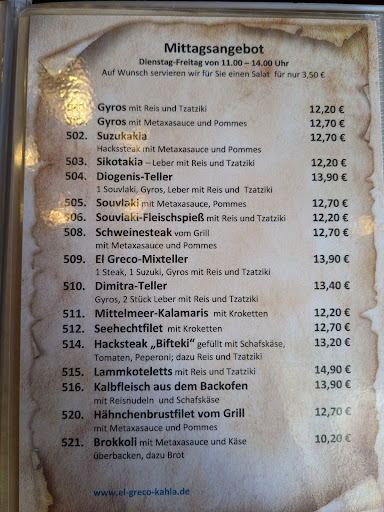 Mittagsangebot
Dienstag-Freitag von 11.00 – 14.00 Uhr
Auf Wunsch servieren wir für Sie einen Salat für nur 3,50 €
Gyros mit Reis und Tzatziki 12,20 €
Gyros mit Metaxasauce und Pommes 12,70 €
502. Suzukakia 12,70 €
Hackssteak mit Metaxasauce und Pommes
503. Sikotakia – Leber mit Reis und Tzatziki 12,20 €
504. Diogenis-Teller 13,90 €
1 Souvlaki, Gyros, Leber mit Reis und Tzatziki
505. Souvlaki mit Metaxasauce, Pommes 12,70 €
506. Souvlaki-Fleischspieß mit Reis und Tzatziki 12,20 €
508. Schweinesteak vom Grill 12,70 €
mit Metaxasauce und Pommes
509. El Greco-Mixteller 13,90 €
1 Steak, 1 Suzuki, Gyros mit Reis und Tzatziki
510. Dimitra-Teller 13,40 €
Gyros, 2 Stück Leber mit Reis und Tzatziki
511. Mittelmeer-Kalamaris mit Kroketten 12,20 €
512. Seehechtfilet mit Kroketten 12,70 €
514. Hacksteak „Bifteki“ gefüllt mit Schafskäse, 13,20 €
Tomaten, Peperoni; dazu Reis und Tzatziki
515. Lammkoteletts mit Reis und Tzatziki 14,90 €
516. Kalbfleisch aus dem Backofen 13,90 €
mit Reisnudeln und Schafskäse
520. Hähnchenbrustfilet vom Grill 12,70 €
mit Metaxasauce und Pommes
521. Brokkoli mit Metaxasauce und Käse 10,20 €
überbacken, dazu Brot
www.el-greco-kahla.de